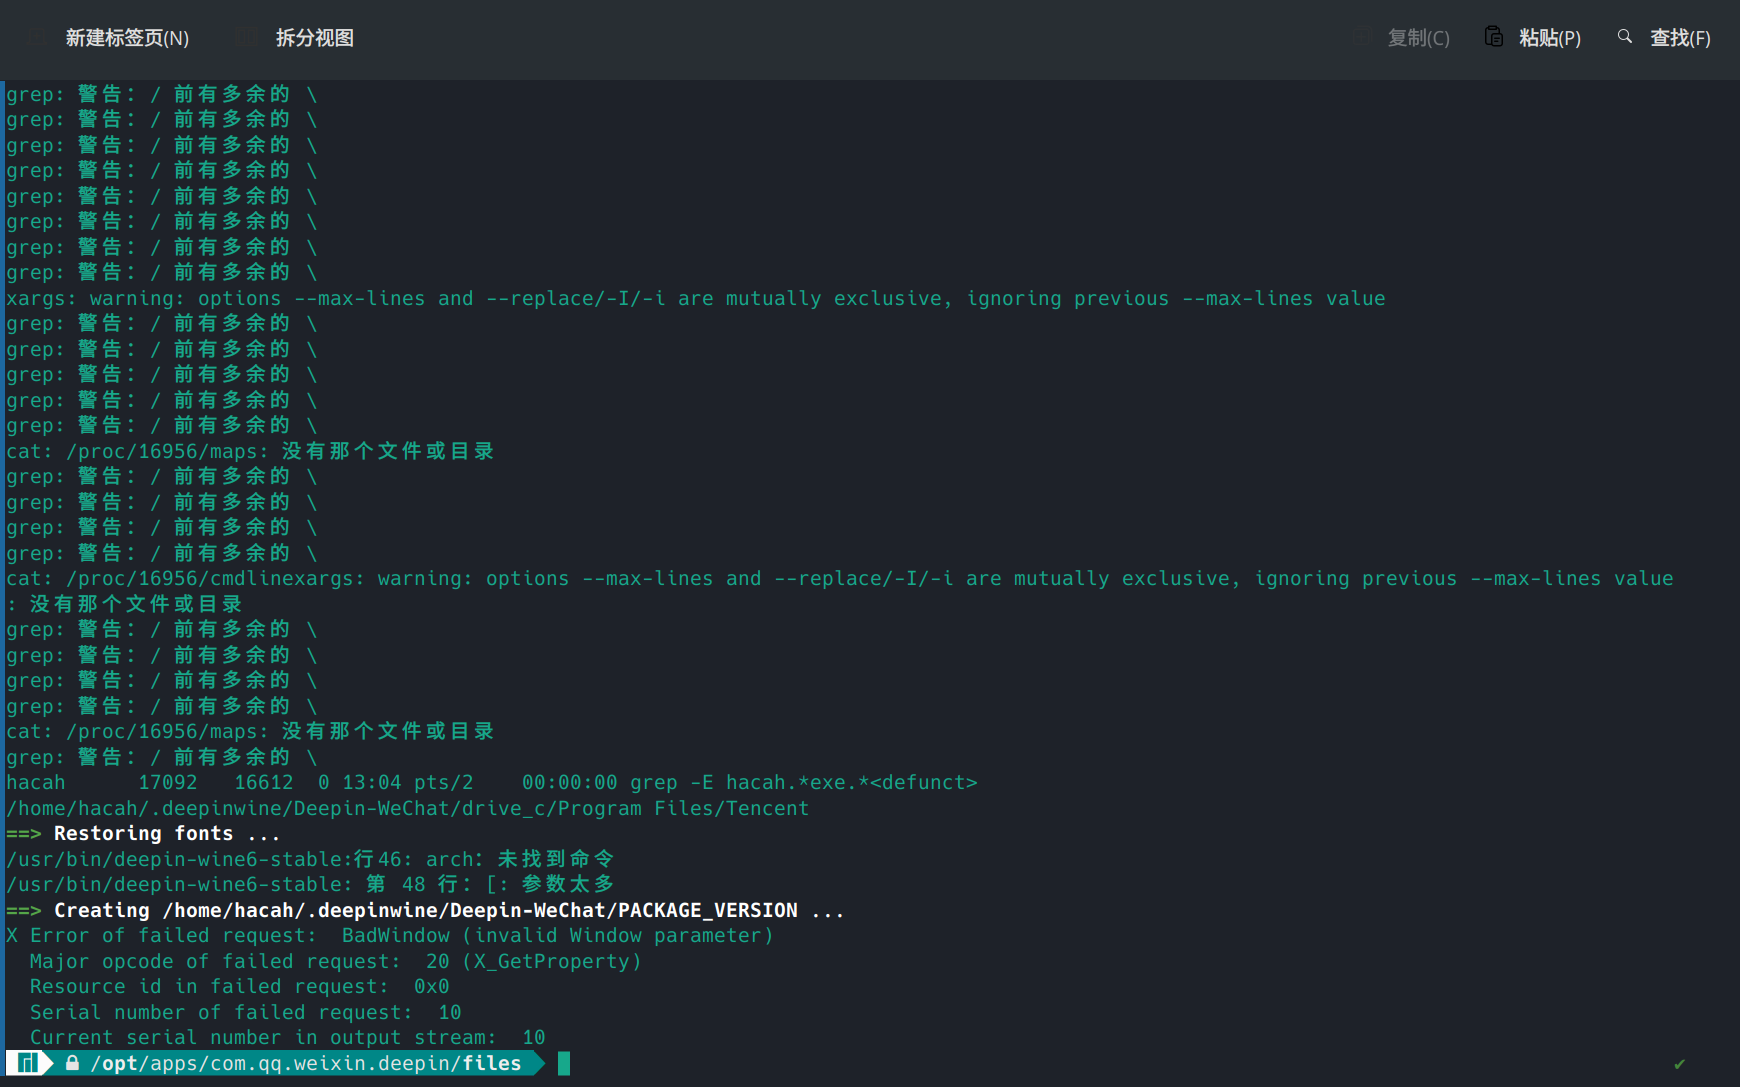 新建标签页(N) 拆分视图 复制(C) 粘贴(P) 查找(F)
grep: 警告：/ 前有多余的 \
grep: 警告：/ 前有多余的 \
grep: 警告：/ 前有多余的 \
grep: 警告：/ 前有多余的 \
grep: 警告：/ 前有多余的 \
grep: 警告：/ 前有多余的 \
grep: 警告：/ 前有多余的 \
grep: 警告：/ 前有多余的 \
xargs: warning: options --max-lines and --replace/-I/-i are mutually exclusive, ignoring previous --max-lines value
grep: 警告：/ 前有多余的 \
grep: 警告：/ 前有多余的 \
grep: 警告：/ 前有多余的 \
grep: 警告：/ 前有多余的 \
grep: 警告：/ 前有多余的 \
cat: /proc/16956/maps: 没有那个文件或目录
grep: 警告：/ 前有多余的 \
grep: 警告：/ 前有多余的 \
grep: 警告：/ 前有多余的 \
grep: 警告：/ 前有多余的 \
cat: /proc/16956/cmdlinexargs: warning: options --max-lines and --replace/-I/-i are mutually exclusive, ignoring previous --max-lines value
: 没有那个文件或目录
grep: 警告：/ 前有多余的 \
grep: 警告：/ 前有多余的 \
grep: 警告：/ 前有多余的 \
grep: 警告：/ 前有多余的 \
cat: /proc/16956/maps: 没有那个文件或目录
grep: 警告：/ 前有多余的 \
hacah      17092   16612  0 13:04 pts/2    00:00:00 grep -E hacah.*exe.*<defunct>
/home/hacah/.deepinwine/Deepin-WeChat/drive_c/Program Files/Tencent
==> Restoring fonts ...
/usr/bin/deepin-wine6-stable:行46: arch：未找到命令
/usr/bin/deepin-wine6-stable: 第 48 行：[: 参数太多
==> Creating /home/hacah/.deepinwine/Deepin-WeChat/PACKAGE_VERSION ...
X Error of failed request:  BadWindow (invalid Window parameter)
  Major opcode of failed request:  20 (X_GetProperty)
  Resource id in failed request:  0x0
  Serial number of failed request:  10
  Current serial number in output stream:  10
/opt/apps/com.qq.weixin.deepin/files